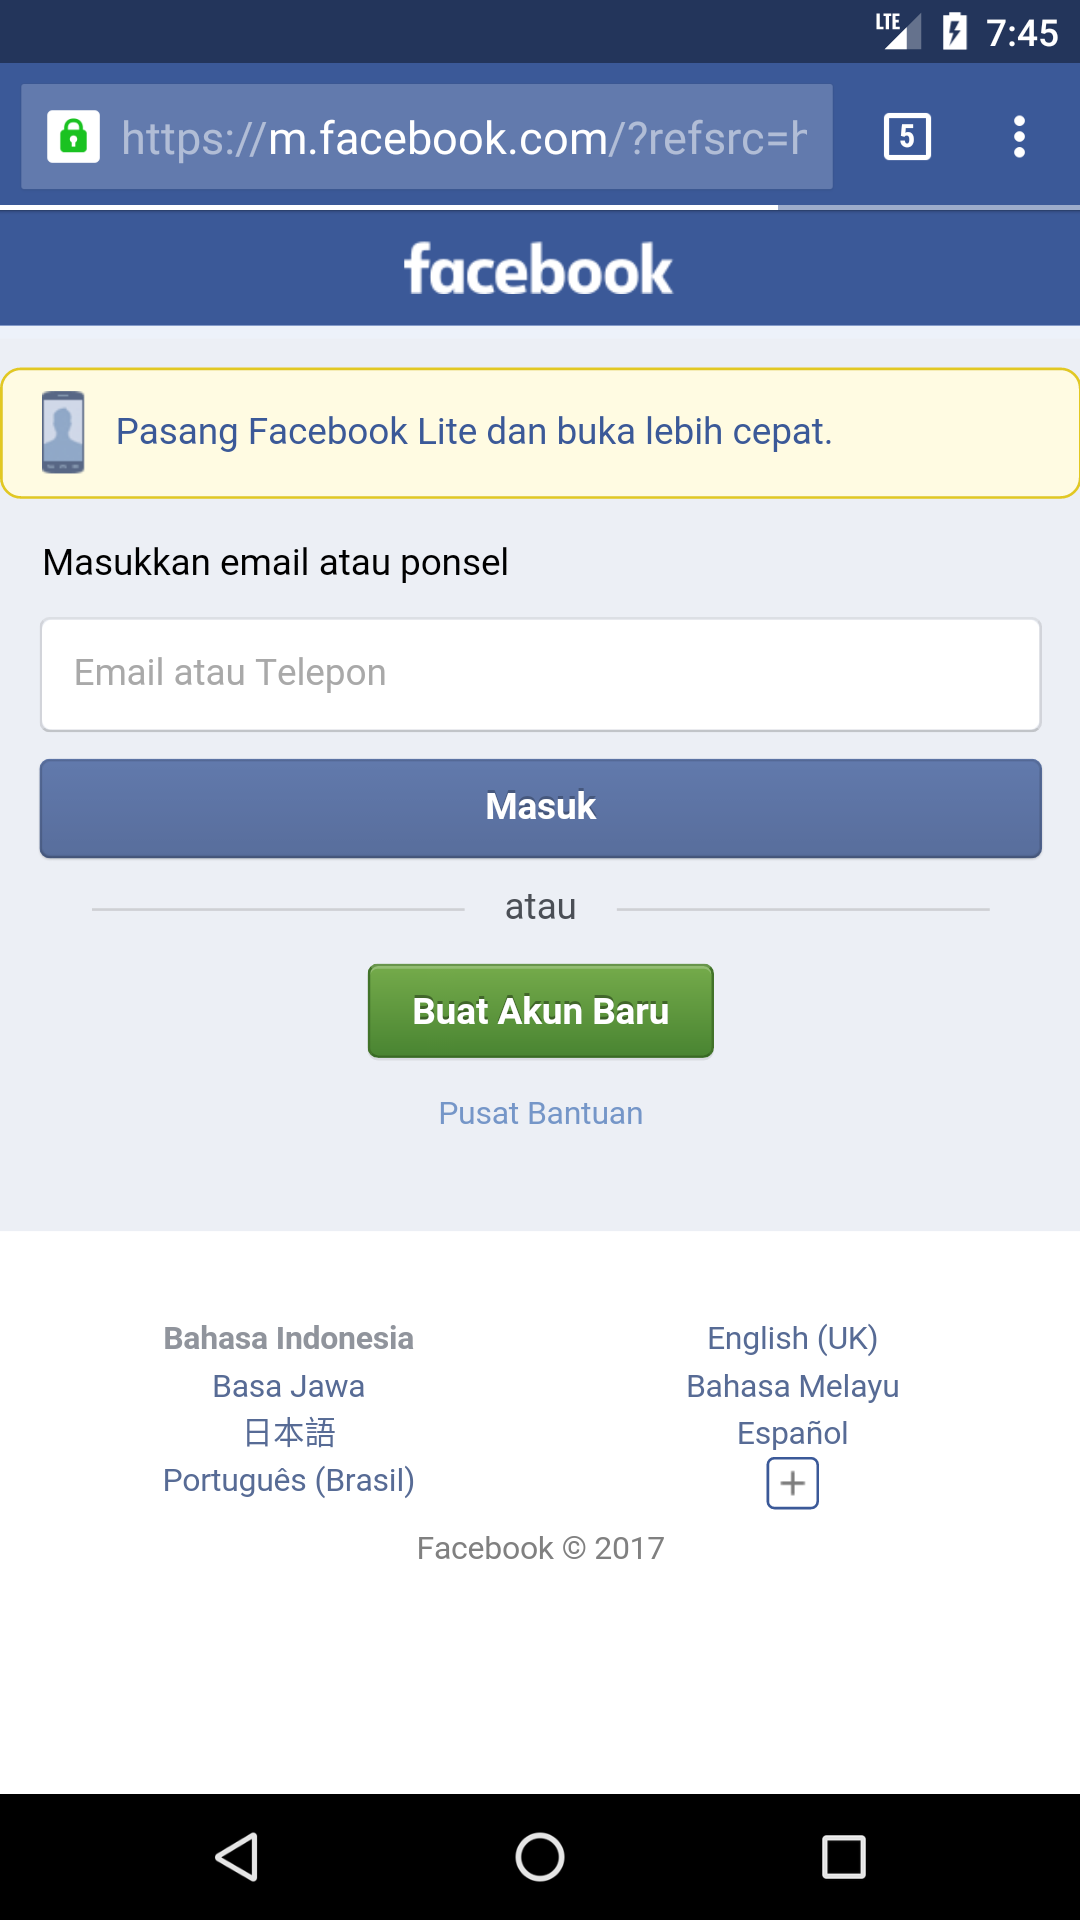 LTE 7:45
https://m.facebook.com/?refsrc=h 5
facebook
Pasang Facebook Lite dan buka lebih cepat.
Masukkan email atau ponsel
Email atau Telepon
Masuk
atau
Buat Akun Baru
Pusat Bantuan
Bahasa Indonesia English (UK)
Basa Jawa Bahasa Melayu
日本語 Español
Português (Brasil) +
Facebook © 2017